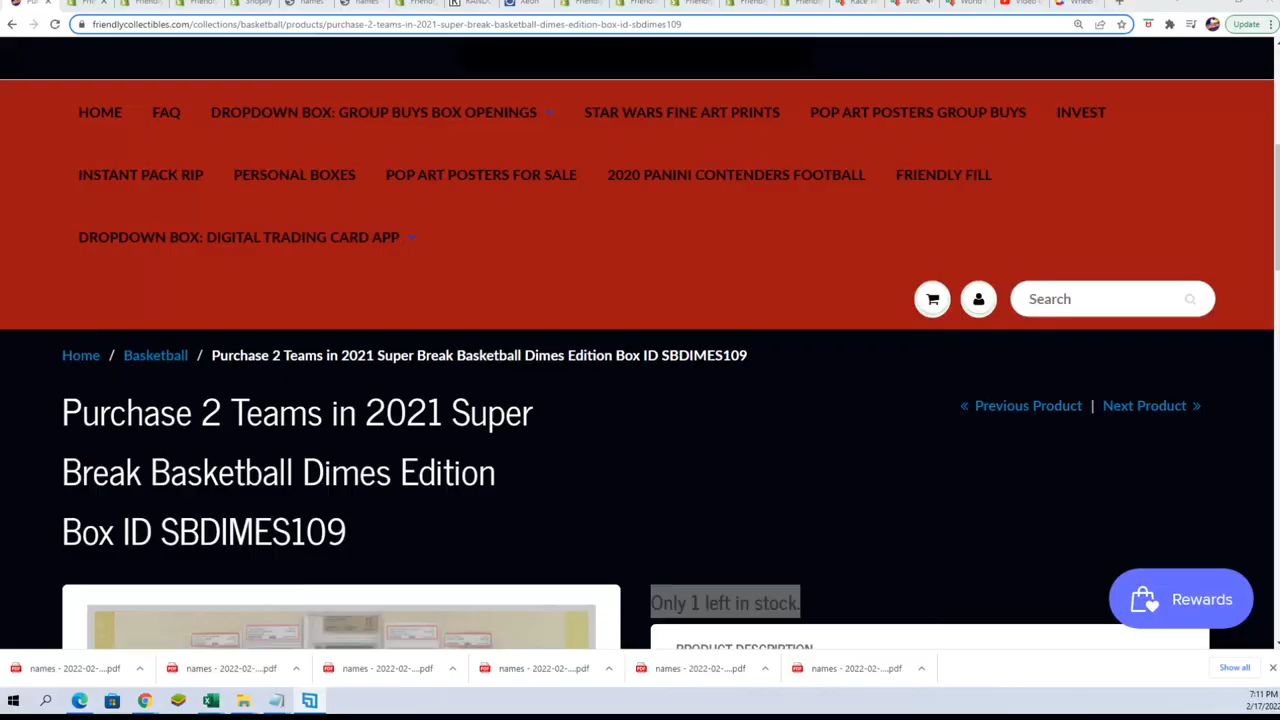 friendlycollectibles.com/collections/basketball/products/purchase-2-teams-in-2021-super-break-basketball-dimes-edition-box-id-sbdimes109
Update
HOME FAQ DROPDOWN BOX: GROUP BUYS BOX OPENINGS STAR WARS FINE ART PRINTS POP ART POSTERS GROUP BUYS INVEST
INSTANT PACK RIP PERSONAL BOXES POP ART POSTERS FOR SALE 2020 PANINI CONTENDERS FOOTBALL FRIENDLY FILL
DROPDOWN BOX: DIGITAL TRADING CARD APP
Search
Home / Basketball / Purchase 2 Teams in 2021 Super Break Basketball Dimes Edition Box ID SBDIMES109
Purchase 2 Teams in 2021 Super
Break Basketball Dimes Edition
Box ID SBDIMES109
« Previous Product | Next Product »
Only 1 left in stock.
Rewards
PRODUCT DESCRIPTION
names - 2022-02-....pdf names - 2022-02-....pdf names - 2022-02-....pdf names - 2022-02-....pdf names - 2022-02-....pdf names - 2022-02-....pdf Show all
7:11 PM
2/17/2022